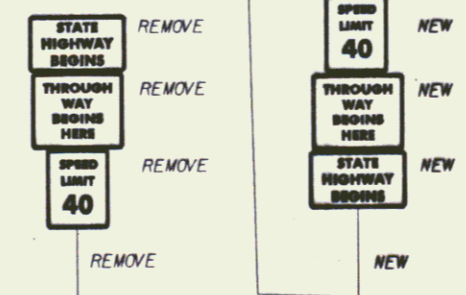 STATE
HIGHWAY
BEGINS
REMOVE
THROUGH
WAY
BEGINS
HERE
REMOVE
SPEED
LIMIT
40
REMOVE
REMOVE
SPEED
LIMIT
40
NEW
THROUGH
WAY
BEGINS
HERE
NEW
STATE
HIGHWAY
BEGINS
NEW
NEW